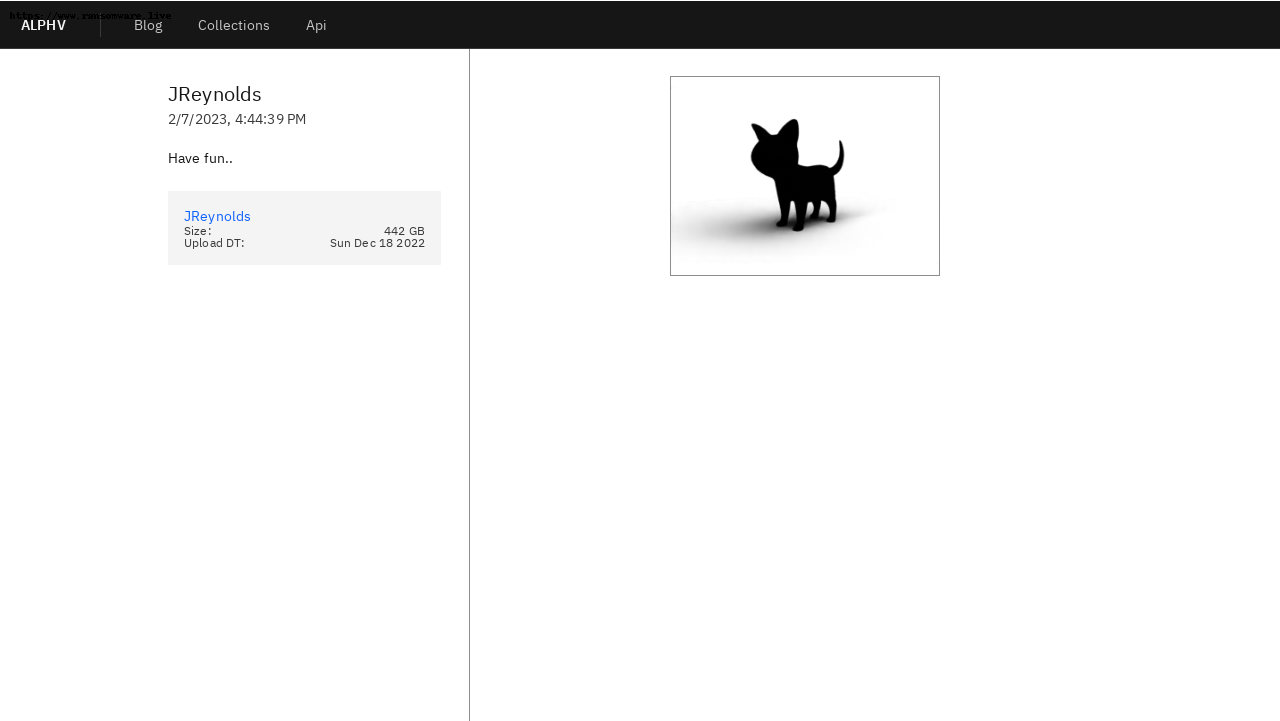 https://www.ransomware.live
ALPHV
Blog
Collections
Api
JReynolds
2/7/2023, 4:44:39 PM
Have fun..
JReynolds
Size: 442 GB
Upload DT: Sun Dec 18 2022